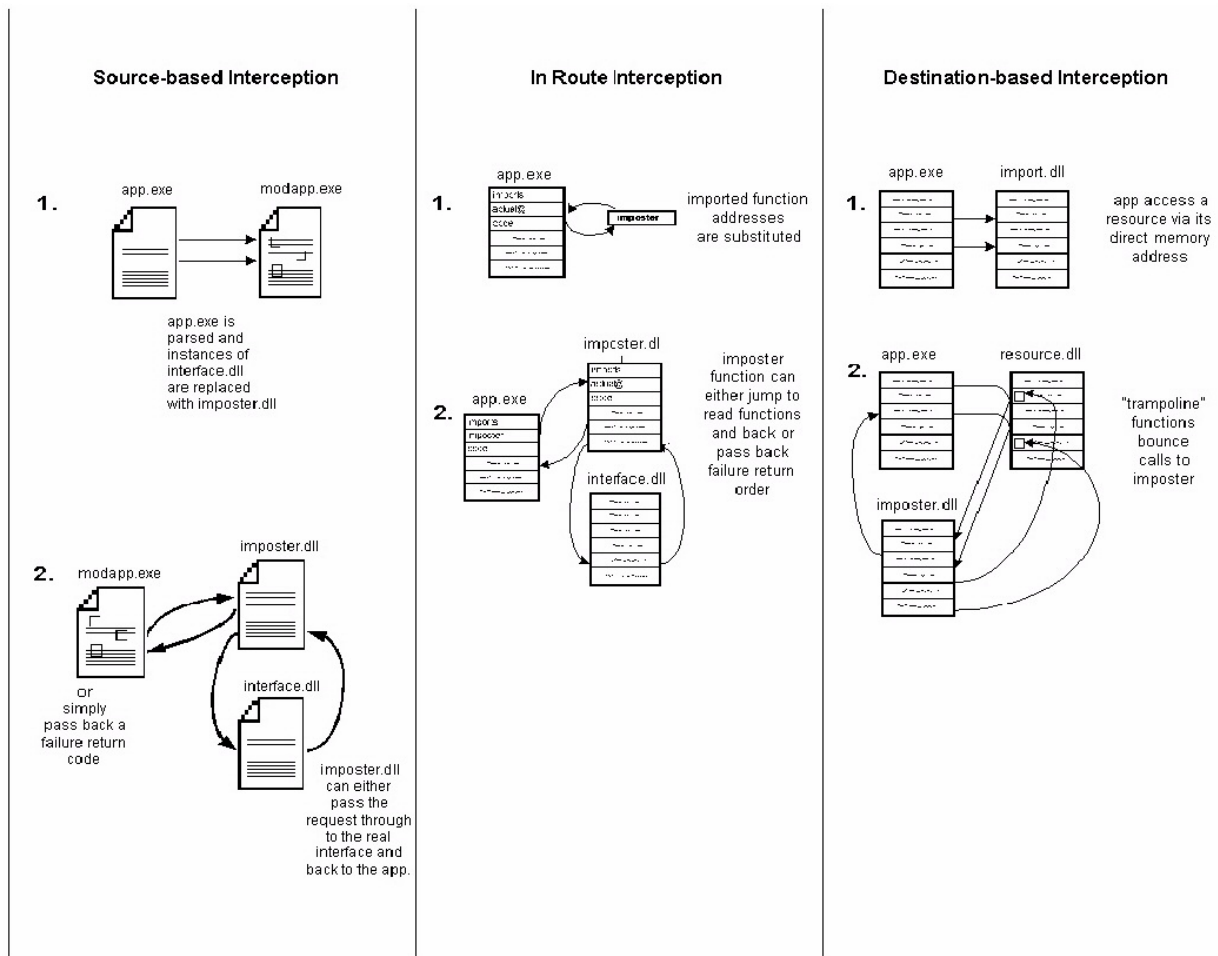 Source-based Interception
1.
app.exe
modapp.exe
app.exe is
parsed and
instances of
interface.dll
are replaced
with imposter.dll
2.
modapp.exe
imposter.dll
interface.dll
or
simply
pass back a
failure return
code
imposter.dll
can either
pass the
request through
to the real
interface and
back to the app.
In Route Interception
1.
app.exe
imports
actual@
code
imposter
imported function
addresses
are substituted
2.
app.exe
imports
imposter
code
imposter.dl
imports
actual@
code
interface.dll
imposter
function can
either jump to
read functions
and back or
pass back
failure return
order
Destination-based Interception
1.
app.exe
import.dll
app access a
resource via its
direct memory
address
2.
app.exe
resource.dll
imposter.dll
"trampoline"
functions
bounce
calls to
imposter